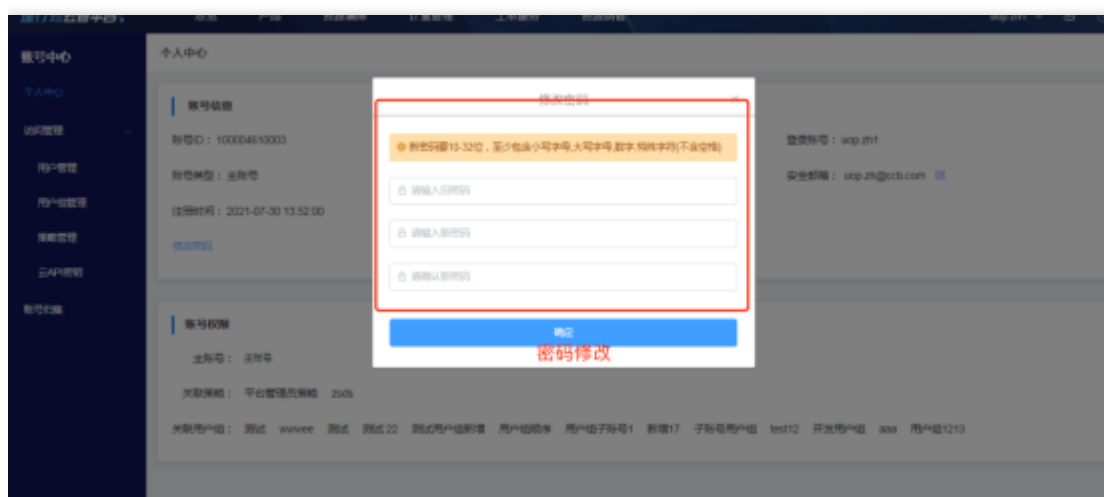 账号中心
个人中心
访问管理
用户管理
用户组管理
策略管理
云API密钥
账号归集
个人中心
账号信息
账号ID：100004610003
登录账号：uop.zh1
账号类型：主账号
安全邮箱：uop.zh@ccb.com
注册时间：2021-07-30 13:52:00
修改密码
修改密码
新密码要10-32位，至少包含小写字母,大写字母,数字,特殊字符(不含空格)
请输入旧密码
请输入新密码
请确认新密码
确定
密码修改
账号权限
主账号：主账号
关联策略：平台管理员策略 zsds
关联用户组：测试 wwwee 测试 测试22 测试用户组新增 用户组顺序 用户组子账号1 新增17 子账号用户组 test12 开发用户组 aaa 用户组1213